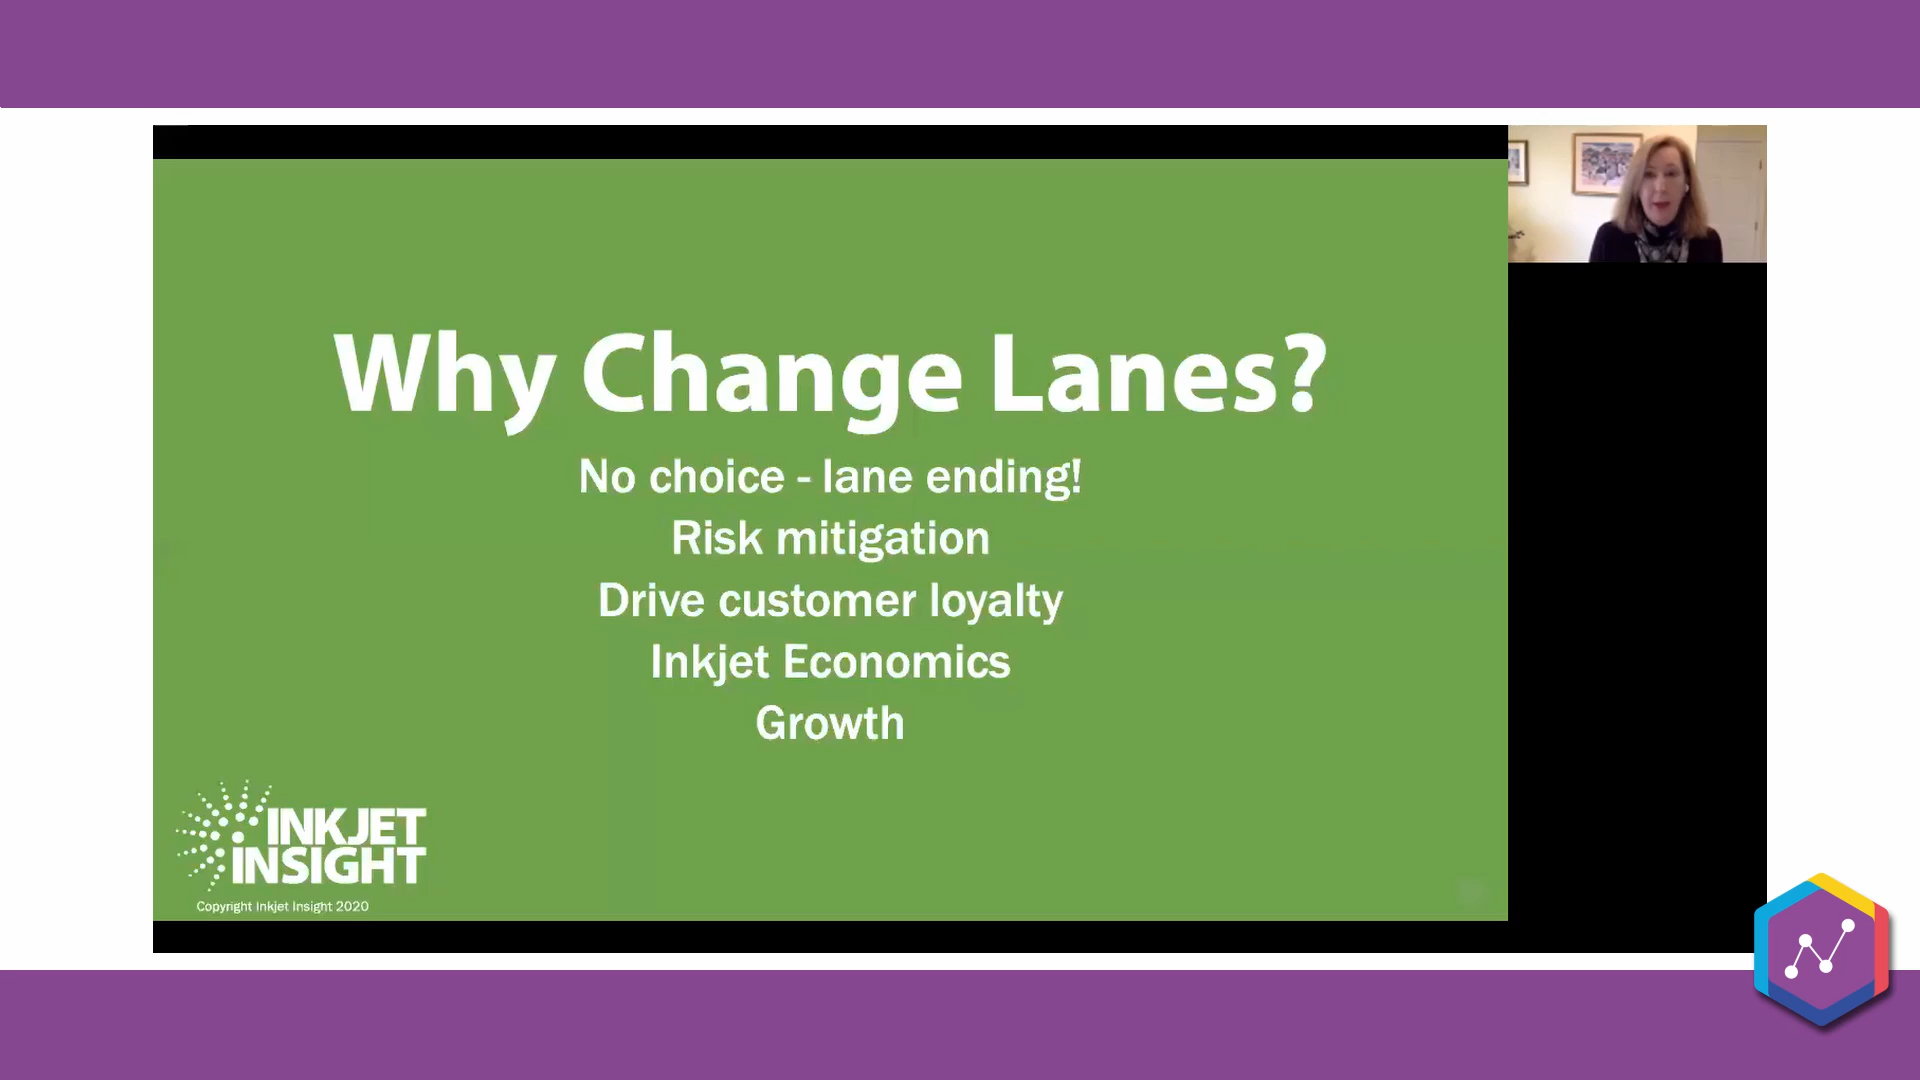 Why Change Lanes?
No choice - lane ending!
Risk mitigation
Drive customer loyalty
Inkjet Economics
Growth
INKJET
INSIGHT
Copyright Inkjet Insight 2020